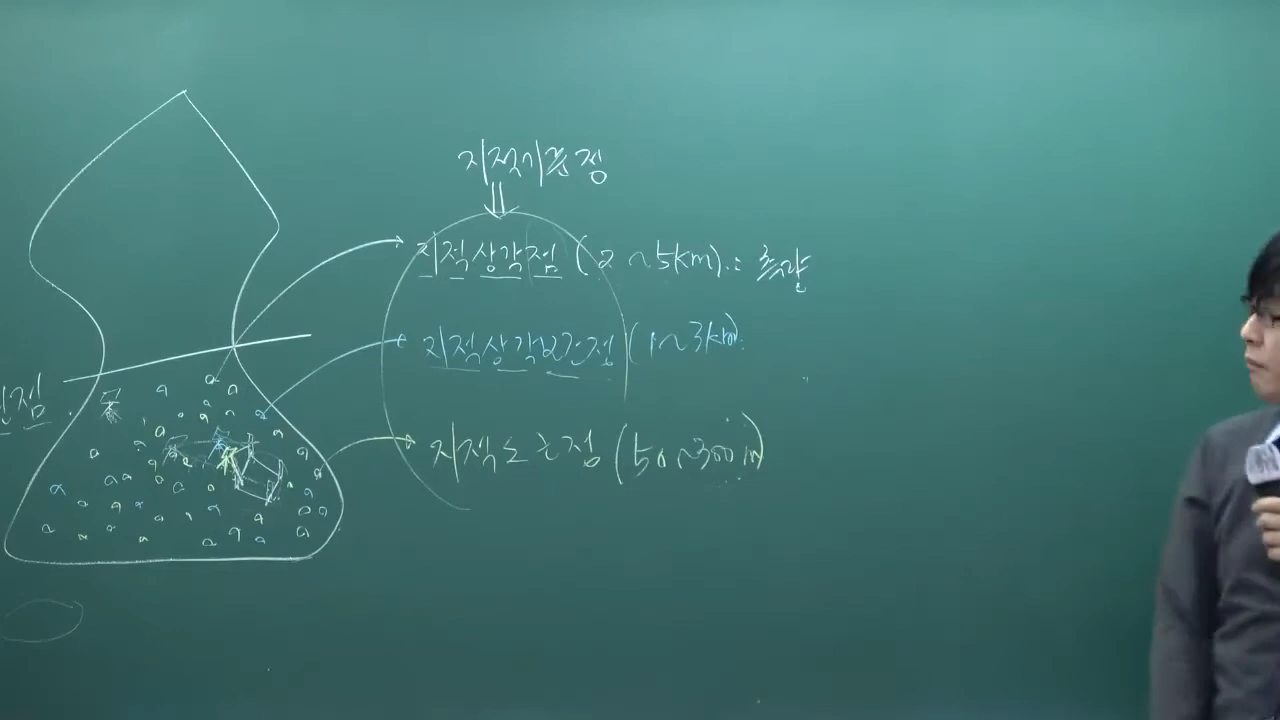 지적기준점
지적삼각점 (2~5km) : 측량
지적삼각보조점 (1~3km)
지적도근점 (50~300m)